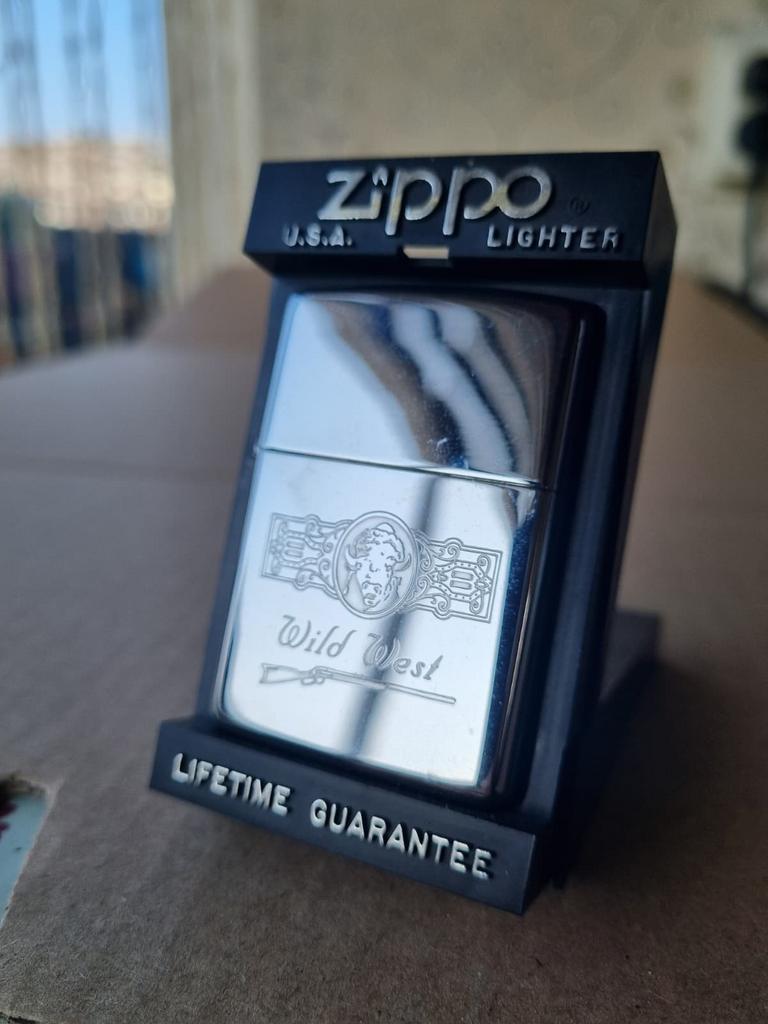 Zippo ®
U.S.A. LIGHTER
Wild West
LIFETIME GUARANTEE